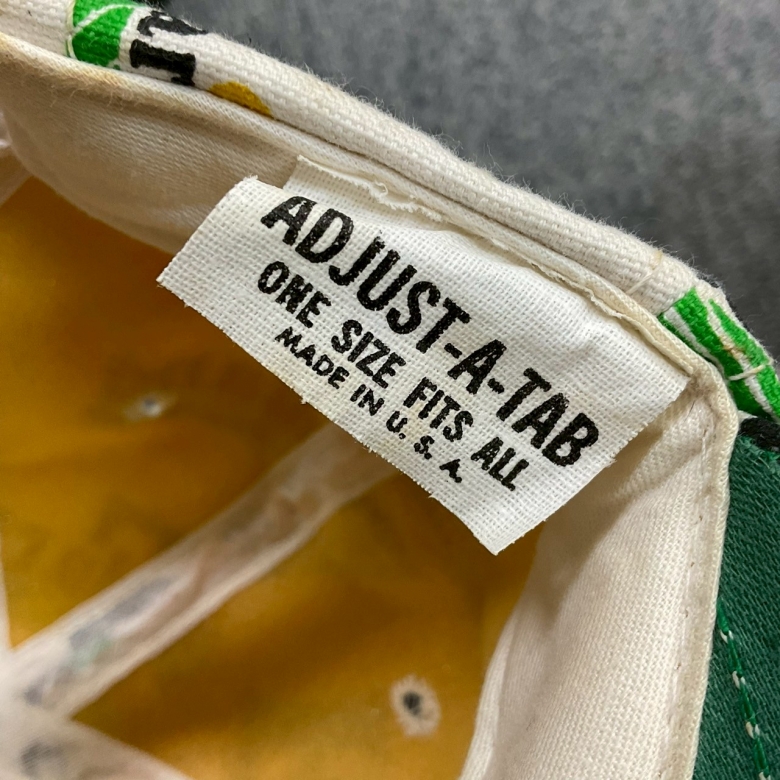 ADJUST-A-TAB
ONE SIZE FITS ALL
MADE IN U. S. A.